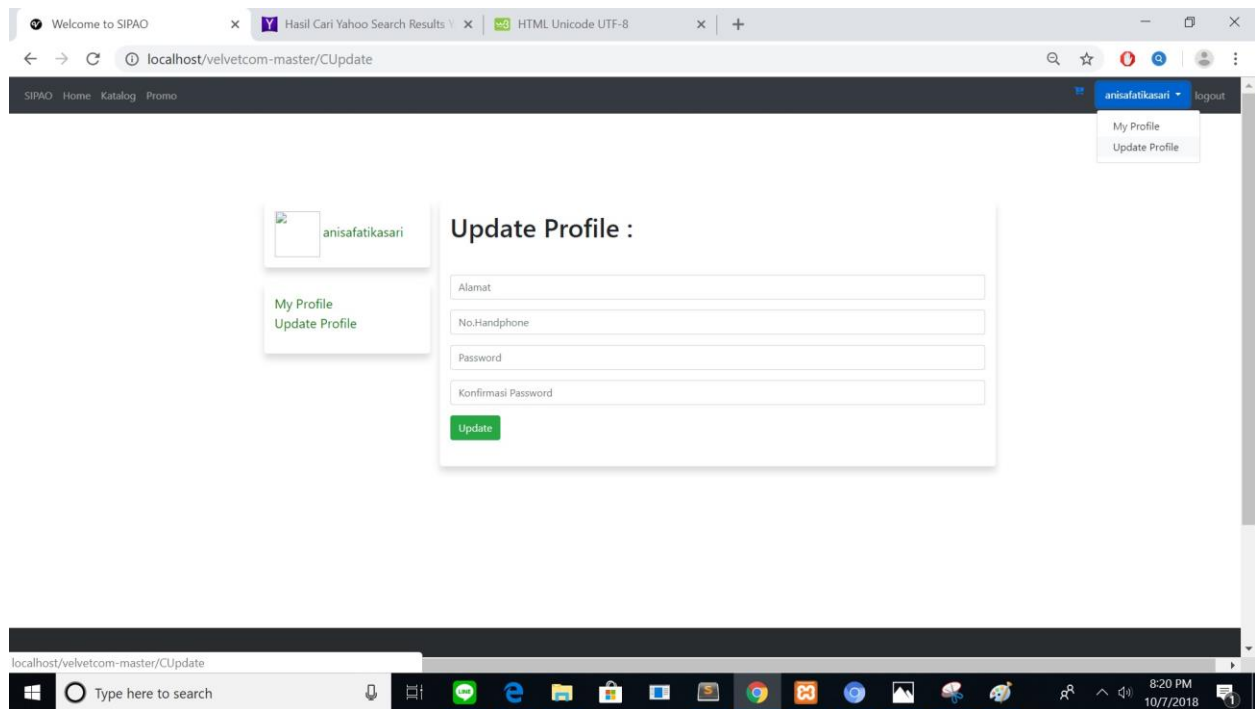 Welcome to SIPAO
Hasil Cari Yahoo Search Results
HTML Unicode UTF-8
localhost/velvetcom-master/CUpdate
SIPAO Home Katalog Promo
anisafatikasari logout
My Profile
Update Profile
anisafatikasari
My Profile
Update Profile
Update Profile :
Alamat
No.Handphone
Password
Konfirmasi Password
Update
localhost/velvetcom-master/CUpdate
Type here to search
8:20 PM
10/7/2018